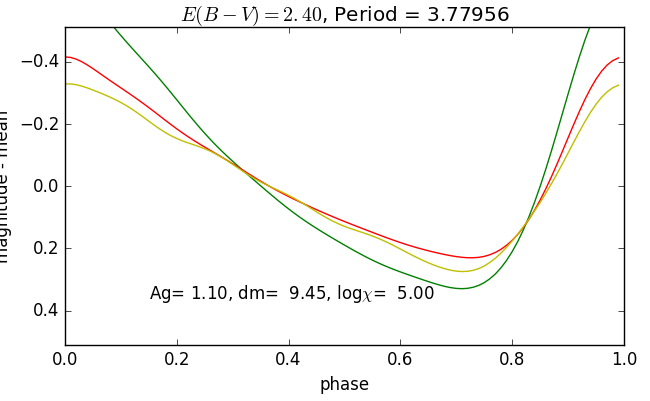 E(B − V) = 2.40, Period = 3.77956
−0.4
−0.2
0.0
0.2
0.4
magnitude - mean
Ag= 1.10, dm=  9.45, logχ=  5.00
0.0 0.2 0.4 0.6 0.8 1.0
phase